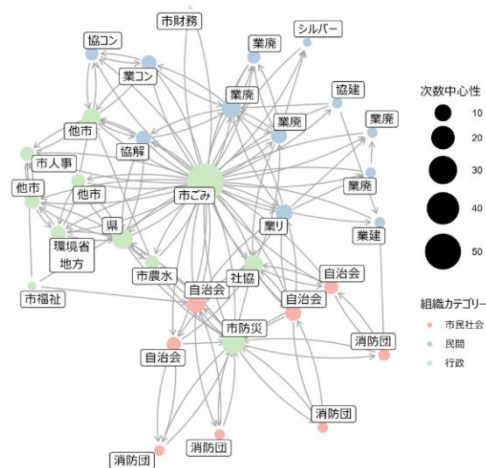 市財務
協コン
業コン
業廃
シルバー
業廃
協建
業廃
他市
協解
業廃
市人事
他市
他市
市ごみ
業廃
県
業リ
業建
環境省
地方
市農水
社協
自治会
市福祉
自治会
自治会
市防災
自治会
消防団
消防団
消防団
消防団
次数中心性
10
20
30
40
50
組織カテゴリー
市民社会
民間
行政